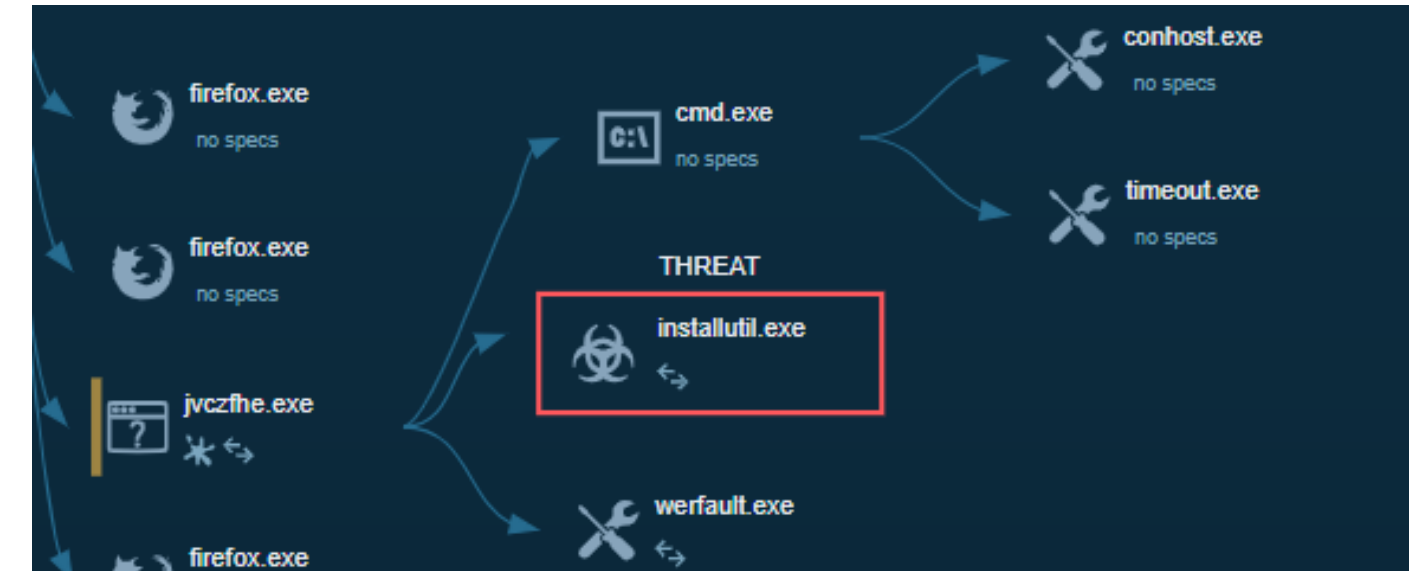 firefox.exe
no specs
firefox.exe
no specs
jvczfhe.exe
?
firefox.exe
cmd.exe
C:\
no specs
THREAT
installutil.exe
werfault.exe
conhost.exe
no specs
timeout.exe
no specs